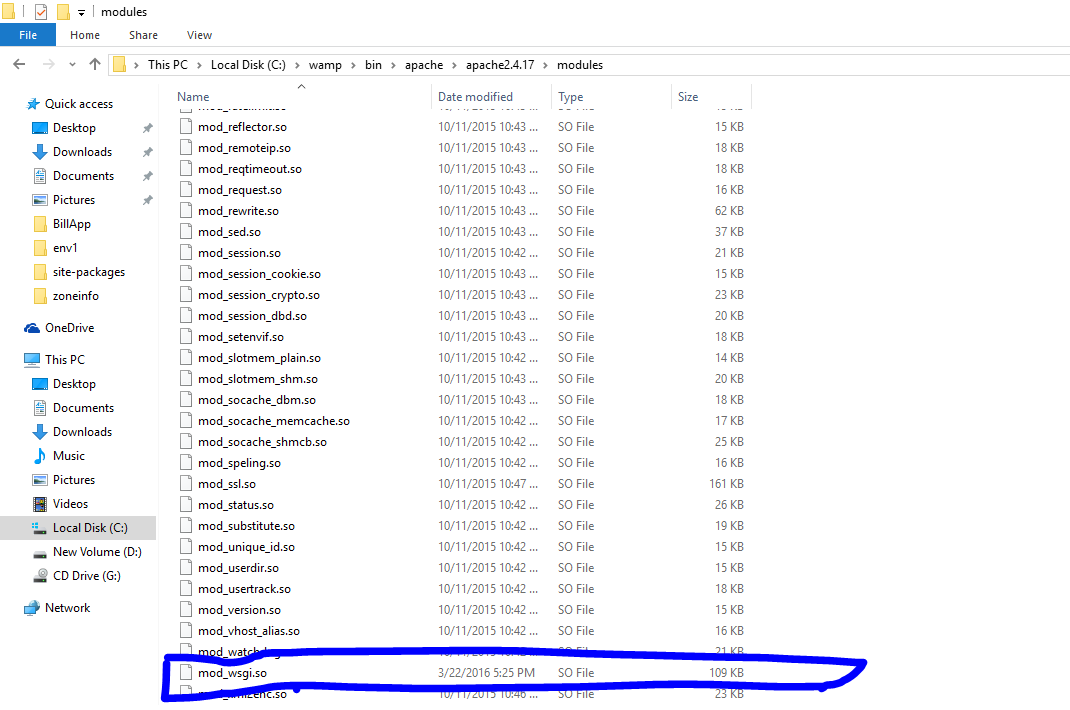 modules
File Home Share View
This PC Local Disk (C:) wamp bin apache apache2.4.17 modules
Name Date modified Type Size
Quick access
Desktop
Downloads
Documents
Pictures
BillApp
env1
site-packages
zoneinfo
OneDrive
This PC
Desktop
Documents
Downloads
Music
Pictures
Videos
Local Disk (C:)
New Volume (D:)
CD Drive (G:)
Network
mod_reflector.so 10/11/2015 10:43 ... SO File 15 KB
mod_remoteip.so 10/11/2015 10:43 ... SO File 18 KB
mod_reqtimeout.so 10/11/2015 10:43 ... SO File 18 KB
mod_request.so 10/11/2015 10:43 ... SO File 16 KB
mod_rewrite.so 10/11/2015 10:43 ... SO File 62 KB
mod_sed.so 10/11/2015 10:43 ... SO File 37 KB
mod_session.so 10/11/2015 10:42 ... SO File 21 KB
mod_session_cookie.so 10/11/2015 10:43 ... SO File 15 KB
mod_session_crypto.so 10/11/2015 10:43 ... SO File 23 KB
mod_session_dbd.so 10/11/2015 10:43 ... SO File 20 KB
mod_setenvif.so 10/11/2015 10:43 ... SO File 18 KB
mod_slotmem_plain.so 10/11/2015 10:42 ... SO File 14 KB
mod_slotmem_shm.so 10/11/2015 10:43 ... SO File 20 KB
mod_socache_dbm.so 10/11/2015 10:43 ... SO File 18 KB
mod_socache_memcache.so 10/11/2015 10:42 ... SO File 17 KB
mod_socache_shmcb.so 10/11/2015 10:42 ... SO File 25 KB
mod_speling.so 10/11/2015 10:42 ... SO File 16 KB
mod_ssl.so 10/11/2015 10:47 ... SO File 161 KB
mod_status.so 10/11/2015 10:42 ... SO File 26 KB
mod_substitute.so 10/11/2015 10:42 ... SO File 19 KB
mod_unique_id.so 10/11/2015 10:42 ... SO File 15 KB
mod_userdir.so 10/11/2015 10:42 ... SO File 15 KB
mod_usertrack.so 10/11/2015 10:42 ... SO File 18 KB
mod_version.so 10/11/2015 10:42 ... SO File 15 KB
mod_vhost_alias.so 10/11/2015 10:42 ... SO File 16 KB
21 KB
mod_wsgi.so 3/22/2016 5:25 PM SO File 109 KB
10/11/2015 10:46 ... SO File 23 KB